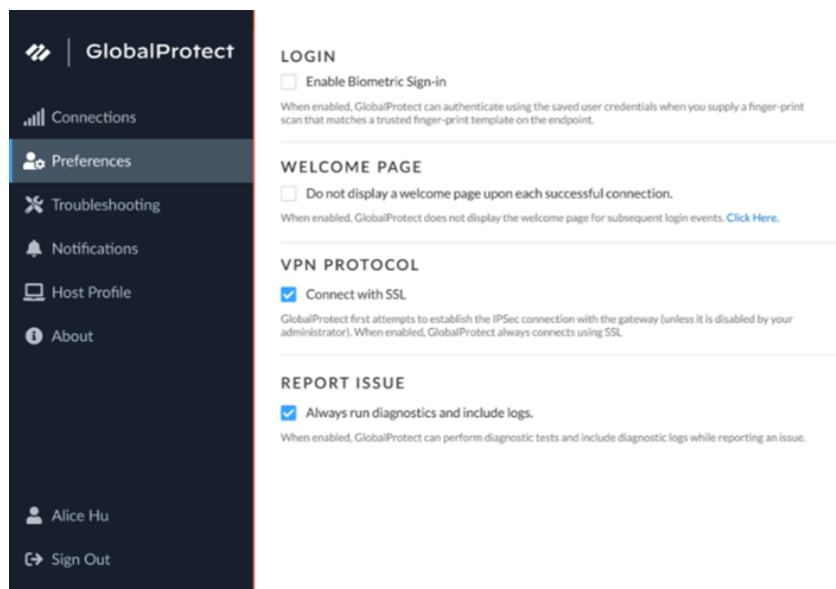 GlobalProtect
Connections
Preferences
Troubleshooting
Notifications
Host Profile
About
Alice Hu
Sign Out
LOGIN
Enable Biometric Sign-in
When enabled, GlobalProtect can authenticate using the saved user credentials when you supply a finger-print
scan that matches a trusted finger-print template on the endpoint.
WELCOME PAGE
Do not display a welcome page upon each successful connection.
When enabled, GlobalProtect does not display the welcome page for subsequent login events. Click Here.
VPN PROTOCOL
Connect with SSL
GlobalProtect first attempts to establish the IPSec connection with the gateway (unless it is disabled by your
administrator). When enabled, GlobalProtect always connects using SSL
REPORT ISSUE
Always run diagnostics and include logs.
When enabled, GlobalProtect can perform diagnostic tests and include diagnostic logs while reporting an issue.